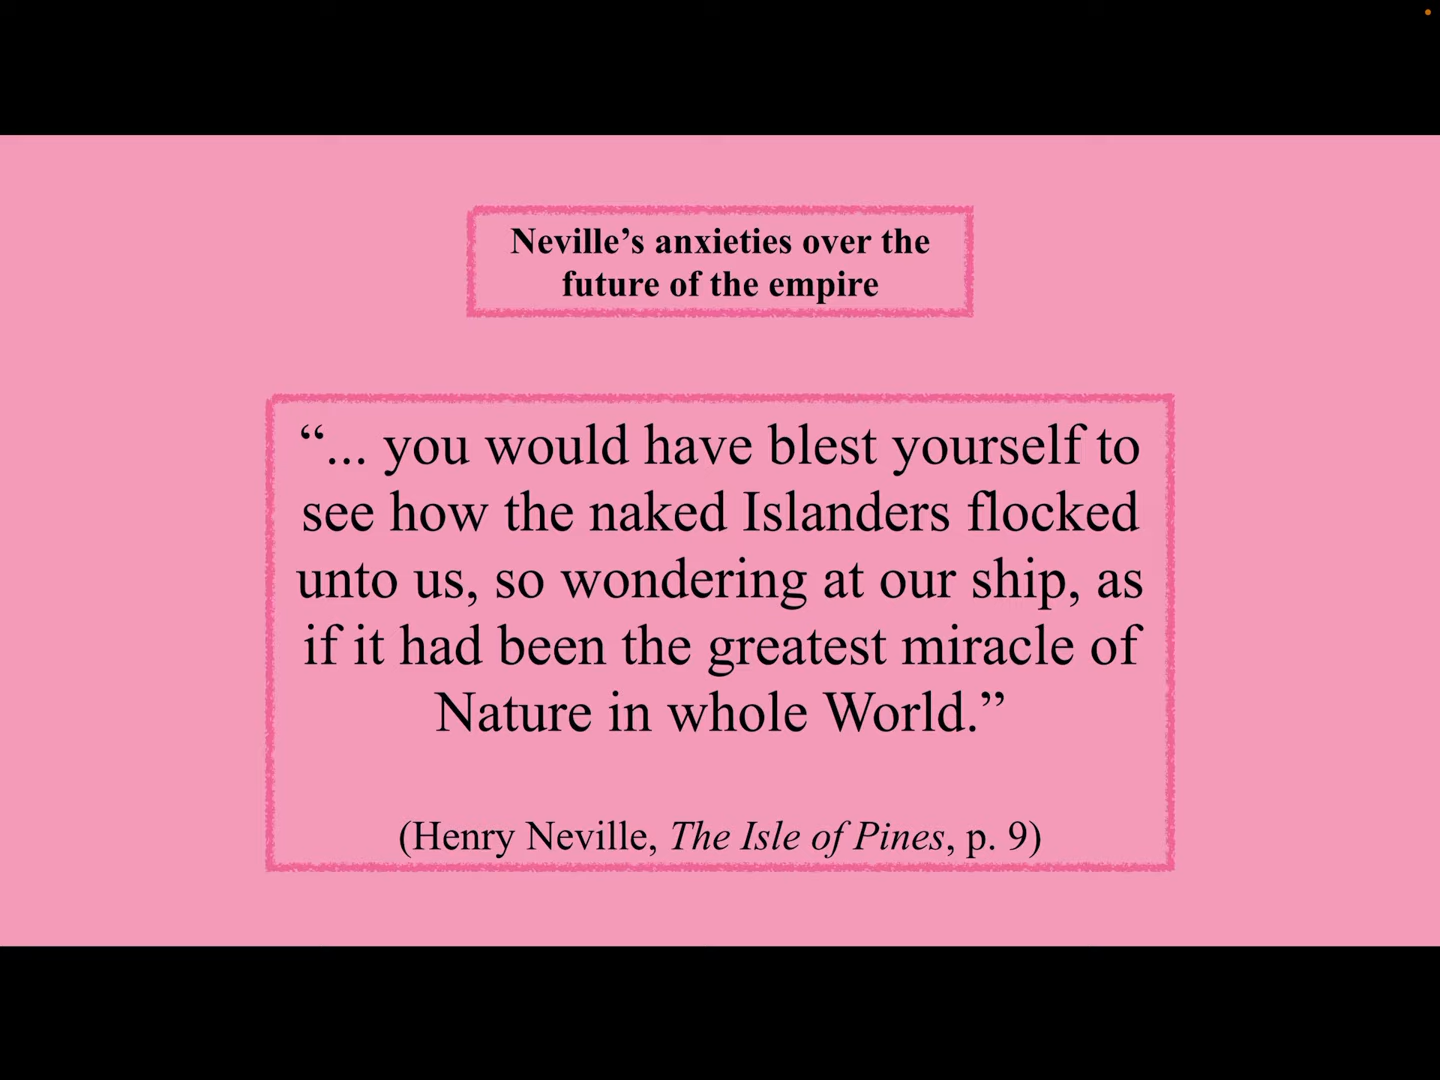 Neville’s anxieties over the
future of the empire
“... you would have blest yourself to
see how the naked Islanders flocked
unto us, so wondering at our ship, as
if it had been the greatest miracle of
Nature in whole World.”
(Henry Neville, The Isle of Pines, p. 9)